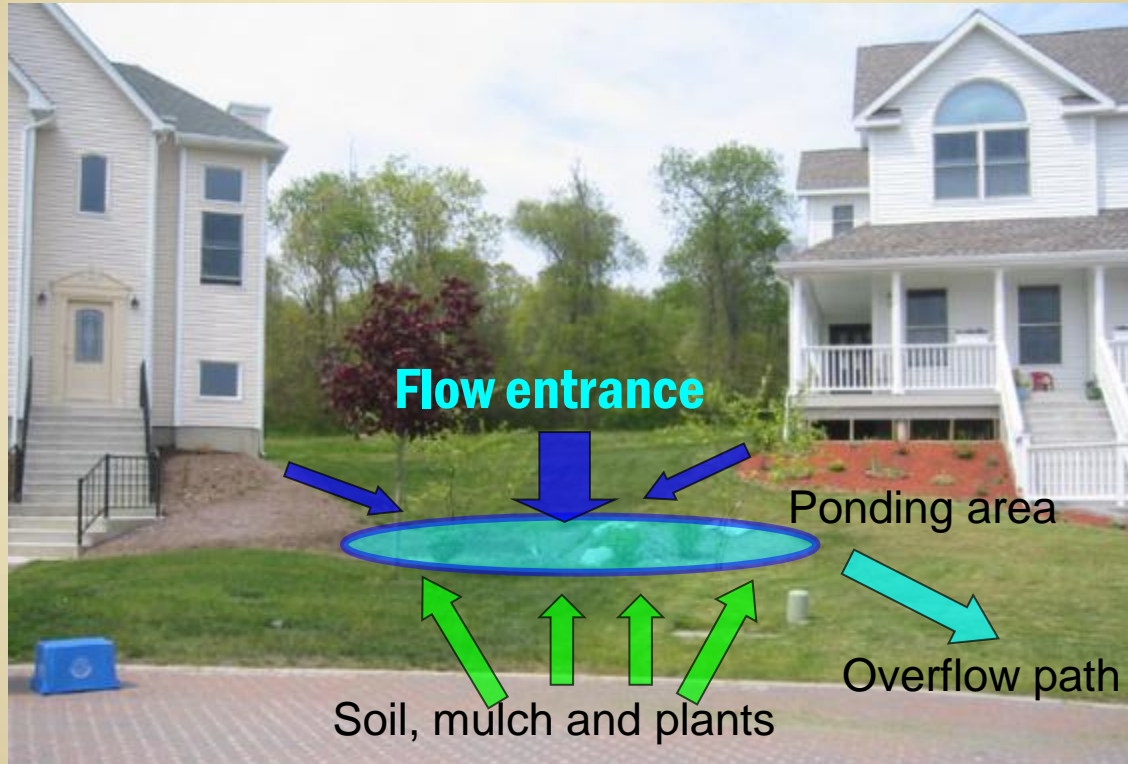 Flow entrance
Ponding area
Overflow path
Soil, mulch and plants